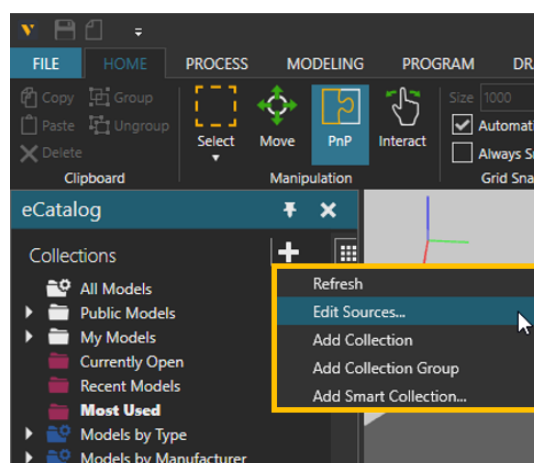 FILE HOME PROCESS MODELING PROGRAM DR
Copy Group
Paste Ungroup
Delete
Select Move PnP Interact
Size 1000
Automati
Always Sn
Clipboard Manipulation Grid Sna
eCatalog
Collections
All Models
Public Models
My Models
Currently Open
Recent Models
Most Used
Models by Type
Models by Manufacturer
Refresh
Edit Sources...
Add Collection
Add Collection Group
Add Smart Collection...